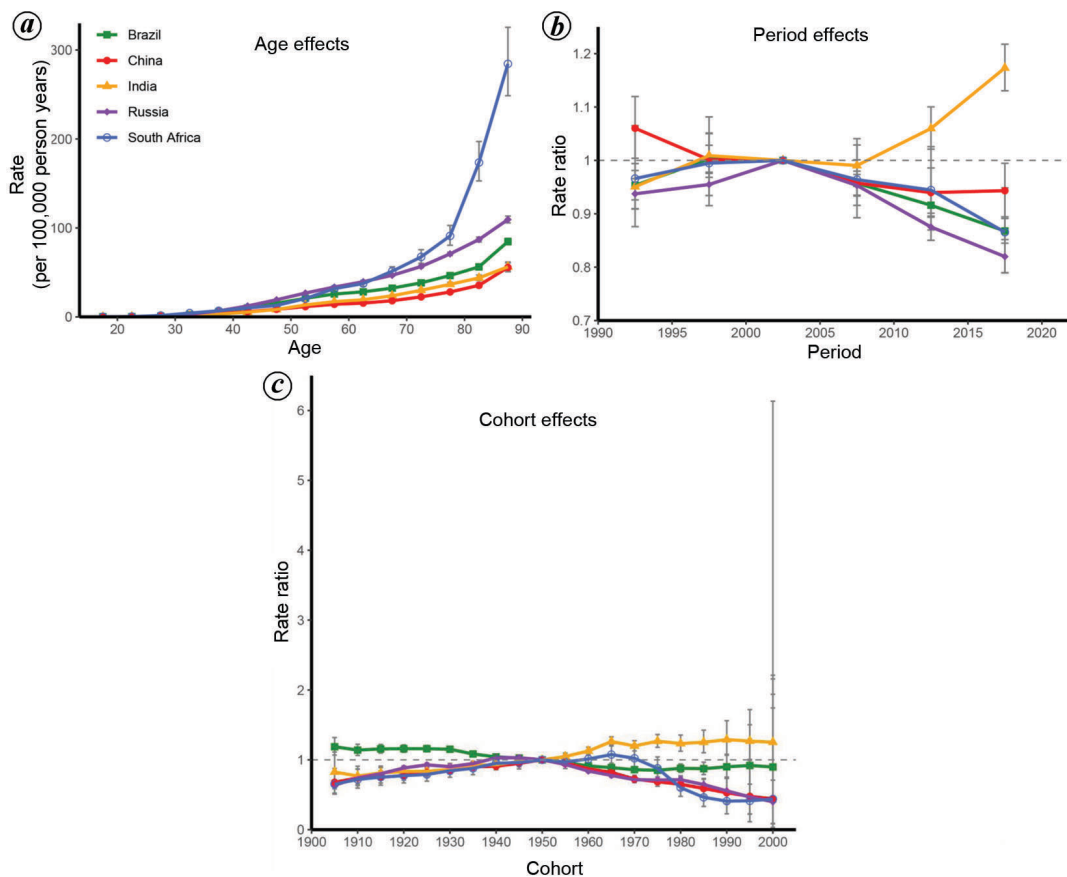 a
Age effects
Brazil
China
India
Russia
South Africa
Rate
(per 100,000 person years)
300
200
100
0
20 30 40 50 60 70 80 90
Age
b
Period effects
Rate ratio
1.2
1.1
1
0.9
0.8
0.7
1990 1995 2000 2005 2010 2015 2020
Period
c
Cohort effects
Rate ratio
6
5
4
3
2
1
0
1900 1910 1920 1930 1940 1950 1960 1970 1980 1990 2000
Cohort